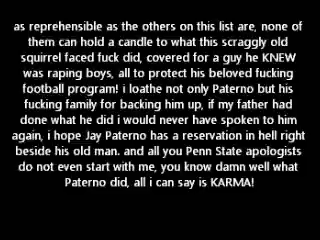 as reprehensible as the others on this list are, none of
them can hold a candle to what this scraggly old
squirrel faced fuck did, covered for a guy he KNEW
was raping boys, all to protect his beloved fucking
football program! i loathe not only Paterno but his
fucking family for backing him up, if my father had
done what he did i would never have spoken to him
again, i hope Jay Paterno has a reservation in hell right
beside his old man. and all you Penn State apologists
do not even start with me, you know damn well what
Paterno did, all i can say is KARMA!